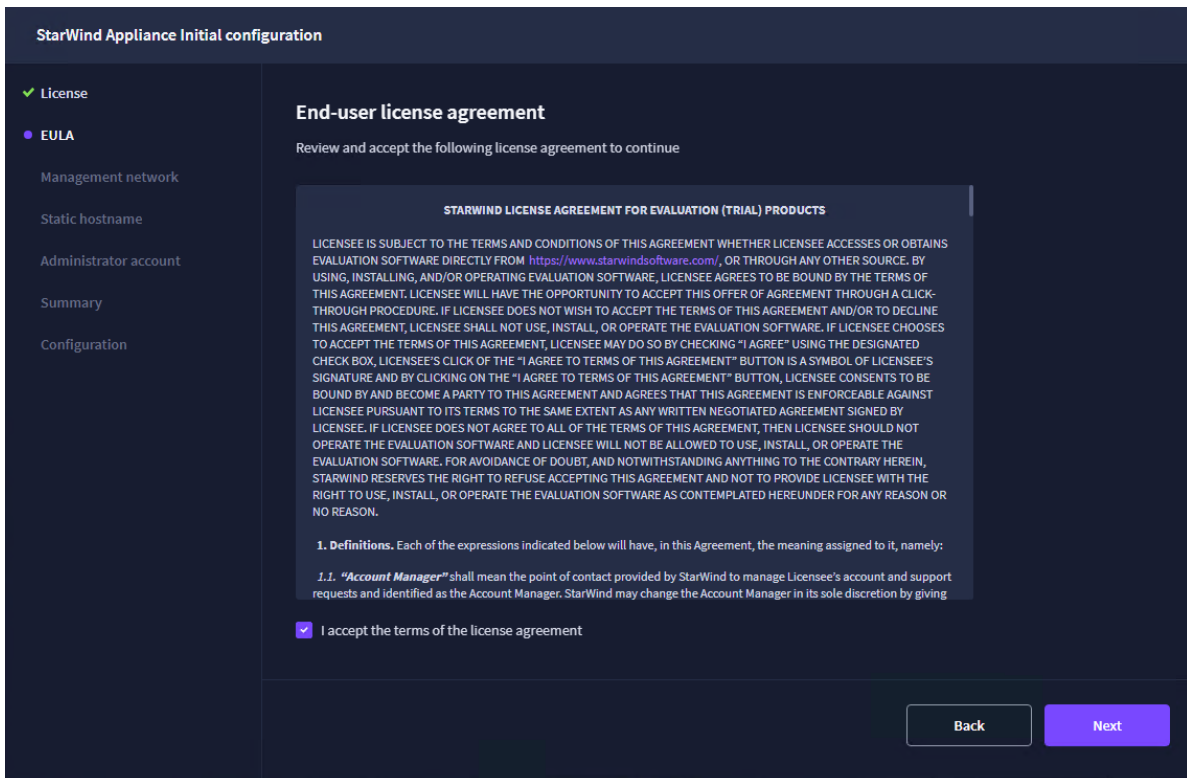 StarWind Appliance Initial configuration
License
EULA
Management network
Static hostname
Administrator account
Summary
Configuration
End-user license agreement
Review and accept the following license agreement to continue
STARWIND LICENSE AGREEMENT FOR EVALUATION (TRIAL) PRODUCTS
LICENSEE IS SUBJECT TO THE TERMS AND CONDITIONS OF THIS AGREEMENT WHETHER LICENSEE ACCESSES OR OBTAINS
EVALUATION SOFTWARE DIRECTLY FROM https://www.starwindsoftware.com/, OR THROUGH ANY OTHER SOURCE. BY
USING, INSTALLING, AND/OR OPERATING EVALUATION SOFTWARE, LICENSEE AGREES TO BE BOUND BY THE TERMS OF
THIS AGREEMENT. LICENSEE WILL HAVE THE OPPORTUNITY TO ACCEPT THIS OFFER OF AGREEMENT THROUGH A CLICK-
THROUGH PROCEDURE. IF LICENSEE DOES NOT WISH TO ACCEPT THE TERMS OF THIS AGREEMENT AND/OR TO DECLINE
THIS AGREEMENT, LICENSEE SHALL NOT USE, INSTALL, OR OPERATE THE EVALUATION SOFTWARE. IF LICENSEE CHOOSES
TO ACCEPT THE TERMS OF THIS AGREEMENT, LICENSEE MAY DO SO BY CHECKING “I AGREE” USING THE DESIGNATED
CHECK BOX, LICENSEE’S CLICK OF THE “I AGREE TO TERMS OF THIS AGREEMENT” BUTTON IS A SYMBOL OF LICENSEE’S
SIGNATURE AND BY CLICKING ON THE “I AGREE TO TERMS OF THIS AGREEMENT” BUTTON, LICENSEE CONSENTS TO BE
BOUND BY AND BECOME A PARTY TO THIS AGREEMENT AND AGREES THAT THIS AGREEMENT IS ENFORCEABLE AGAINST
LICENSEE PURSUANT TO ITS TERMS TO THE SAME EXTENT AS ANY WRITTEN NEGOTIATED AGREEMENT SIGNED BY
LICENSEE. IF LICENSEE DOES NOT AGREE TO ALL OF THE TERMS OF THIS AGREEMENT, THEN LICENSEE SHOULD NOT
OPERATE THE EVALUATION SOFTWARE AND LICENSEE WILL NOT BE ALLOWED TO USE, INSTALL, OR OPERATE THE
EVALUATION SOFTWARE. FOR AVOIDANCE OF DOUBT, AND NOTWITHSTANDING ANYTHING TO THE CONTRARY HEREIN,
STARWIND RESERVES THE RIGHT TO REFUSE ACCEPTING THIS AGREEMENT AND NOT TO PROVIDE LICENSEE WITH THE
RIGHT TO USE, INSTALL, OR OPERATE THE EVALUATION SOFTWARE AS CONTEMPLATED HEREUNDER FOR ANY REASON OR
NO REASON.
1. Definitions. Each of the expressions indicated below will have, in this Agreement, the meaning assigned to it, namely:
1.1. “Account Manager” shall mean the point of contact provided by StarWind to manage Licensee’s account and support
requests and identified as the Account Manager. StarWind may change the Account Manager in its sole discretion by giving
I accept the terms of the license agreement
Back
Next